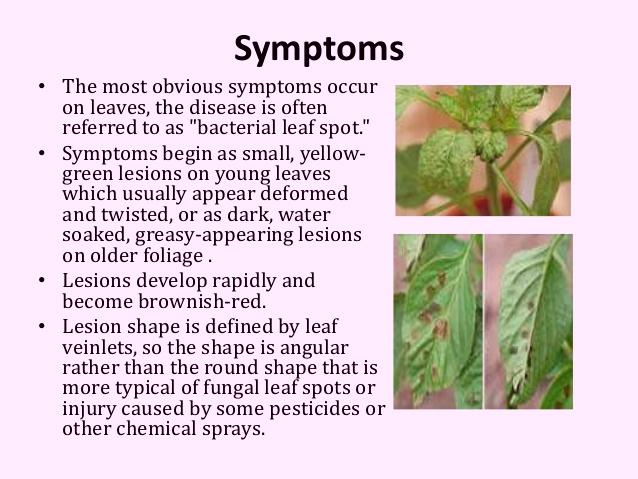 Symptoms
• The most obvious symptoms occur
on leaves, the disease is often
referred to as "bacterial leaf spot."
• Symptoms begin as small, yellow-
green lesions on young leaves
which usually appear deformed
and twisted, or as dark, water
soaked, greasy-appearing lesions
on older foliage .
• Lesions develop rapidly and
become brownish-red.
• Lesion shape is defined by leaf
veinlets, so the shape is angular
rather than the round shape that is
more typical of fungal leaf spots or
injury caused by some pesticides or
other chemical sprays.